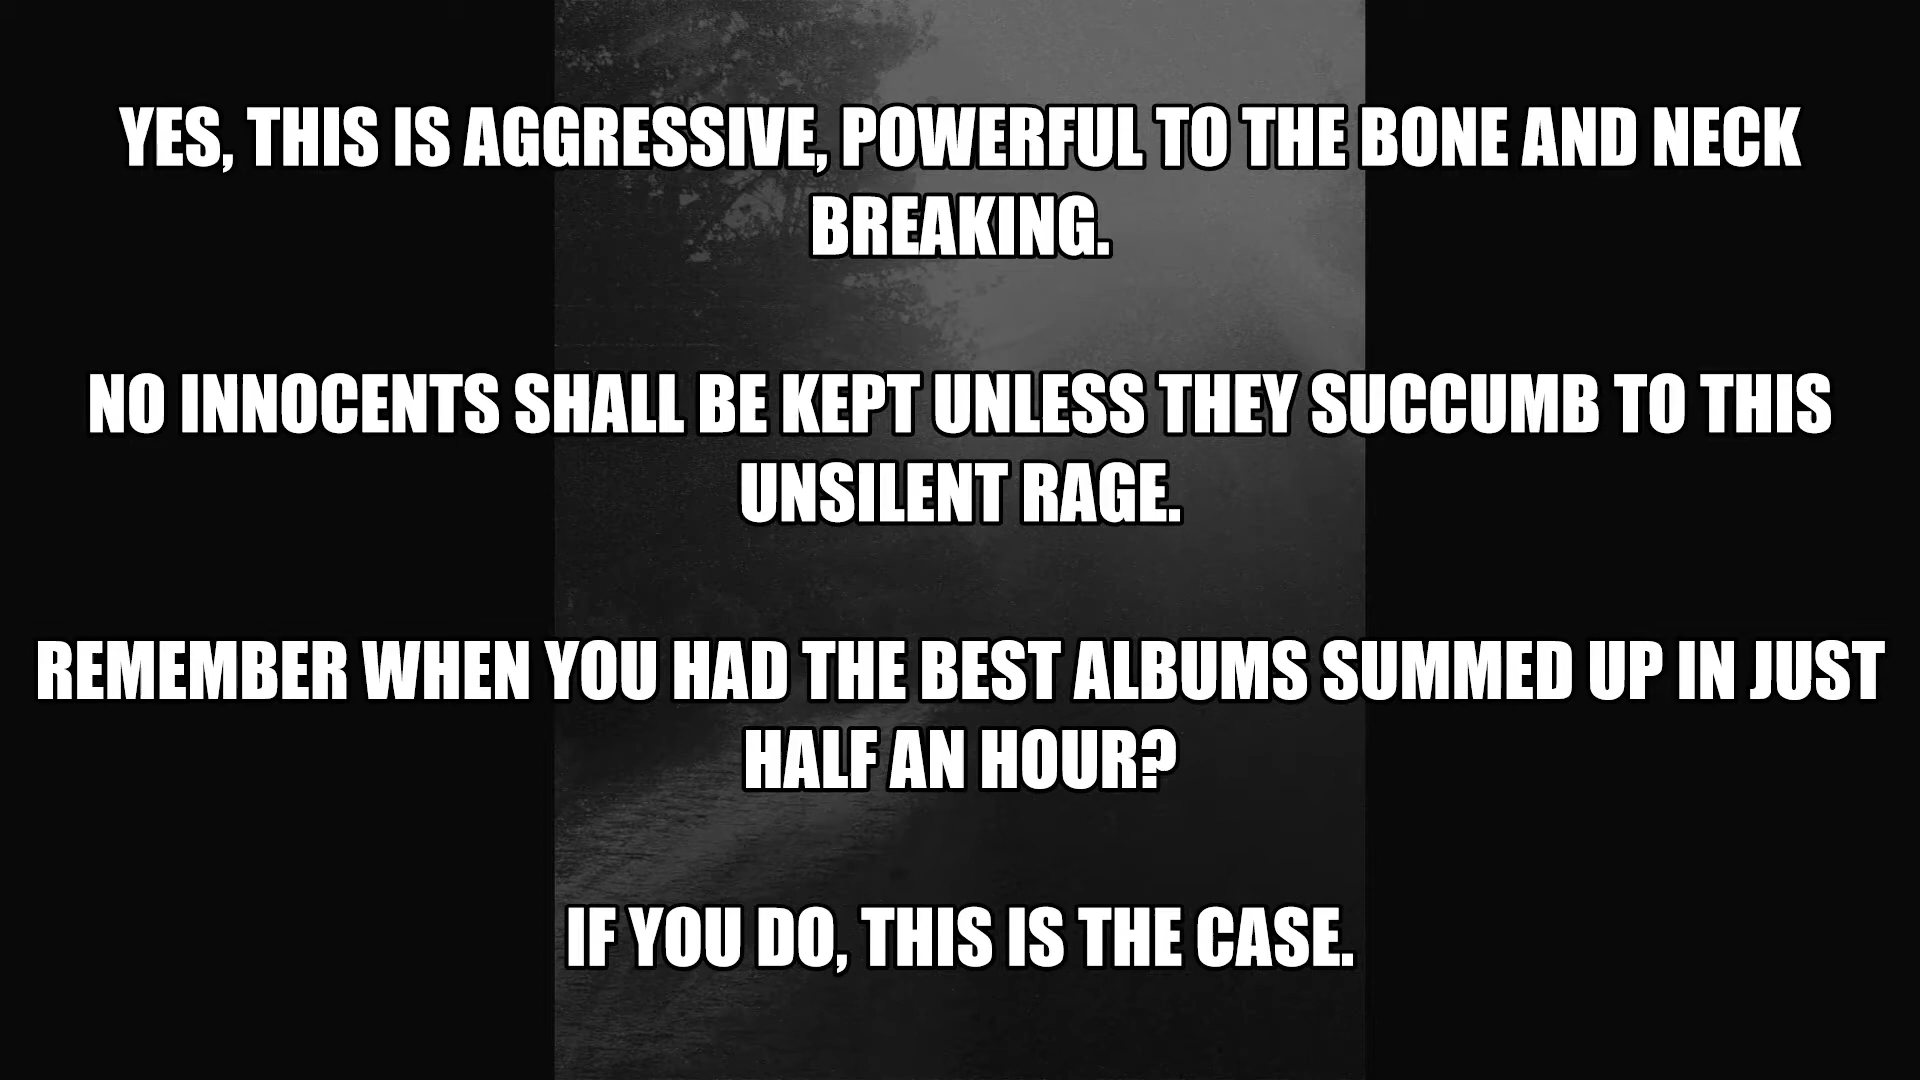 YES, THIS IS AGGRESSIVE, POWERFUL TO THE BONE AND NECK
BREAKING.
NO INNOCENTS SHALL BE KEPT UNLESS THEY SUCCUMB TO THIS
UNSILENT RAGE.
REMEMBER WHEN YOU HAD THE BEST ALBUMS SUMMED UP IN JUST
HALF AN HOUR?
IF YOU DO, THIS IS THE CASE.